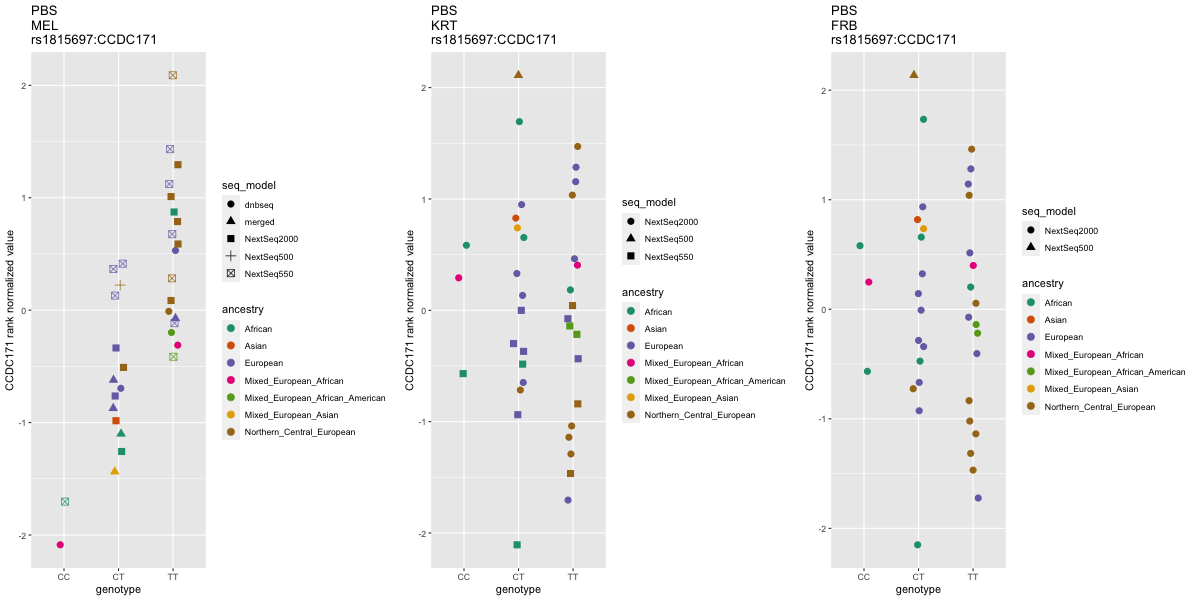 PBS
MEL
rs1815697:CCDC171
CCDC171 rank normalized value
2
1
0
-1
-2
CC
CT
TT
genotype
seq_model
dnbseq
merged
NextSeq2000
NextSeq500
NextSeq550
ancestry
African
Asian
European
Mixed_European_African
Mixed_European_African_American
Mixed_European_Asian
Northern_Central_European
PBS
KRT
rs1815697:CCDC171
CCDC171 rank normalized value
2
1
0
-1
-2
CC
CT
TT
genotype
seq_model
NextSeq2000
NextSeq500
NextSeq550
ancestry
African
Asian
European
Mixed_European_African
Mixed_European_African_American
Mixed_European_Asian
Northern_Central_European
PBS
FRB
rs1815697:CCDC171
CCDC171 rank normalized value
2
1
0
-1
-2
CC
CT
TT
genotype
seq_model
NextSeq2000
NextSeq500
ancestry
African
Asian
European
Mixed_European_African
Mixed_European_African_American
Mixed_European_Asian
Northern_Central_European